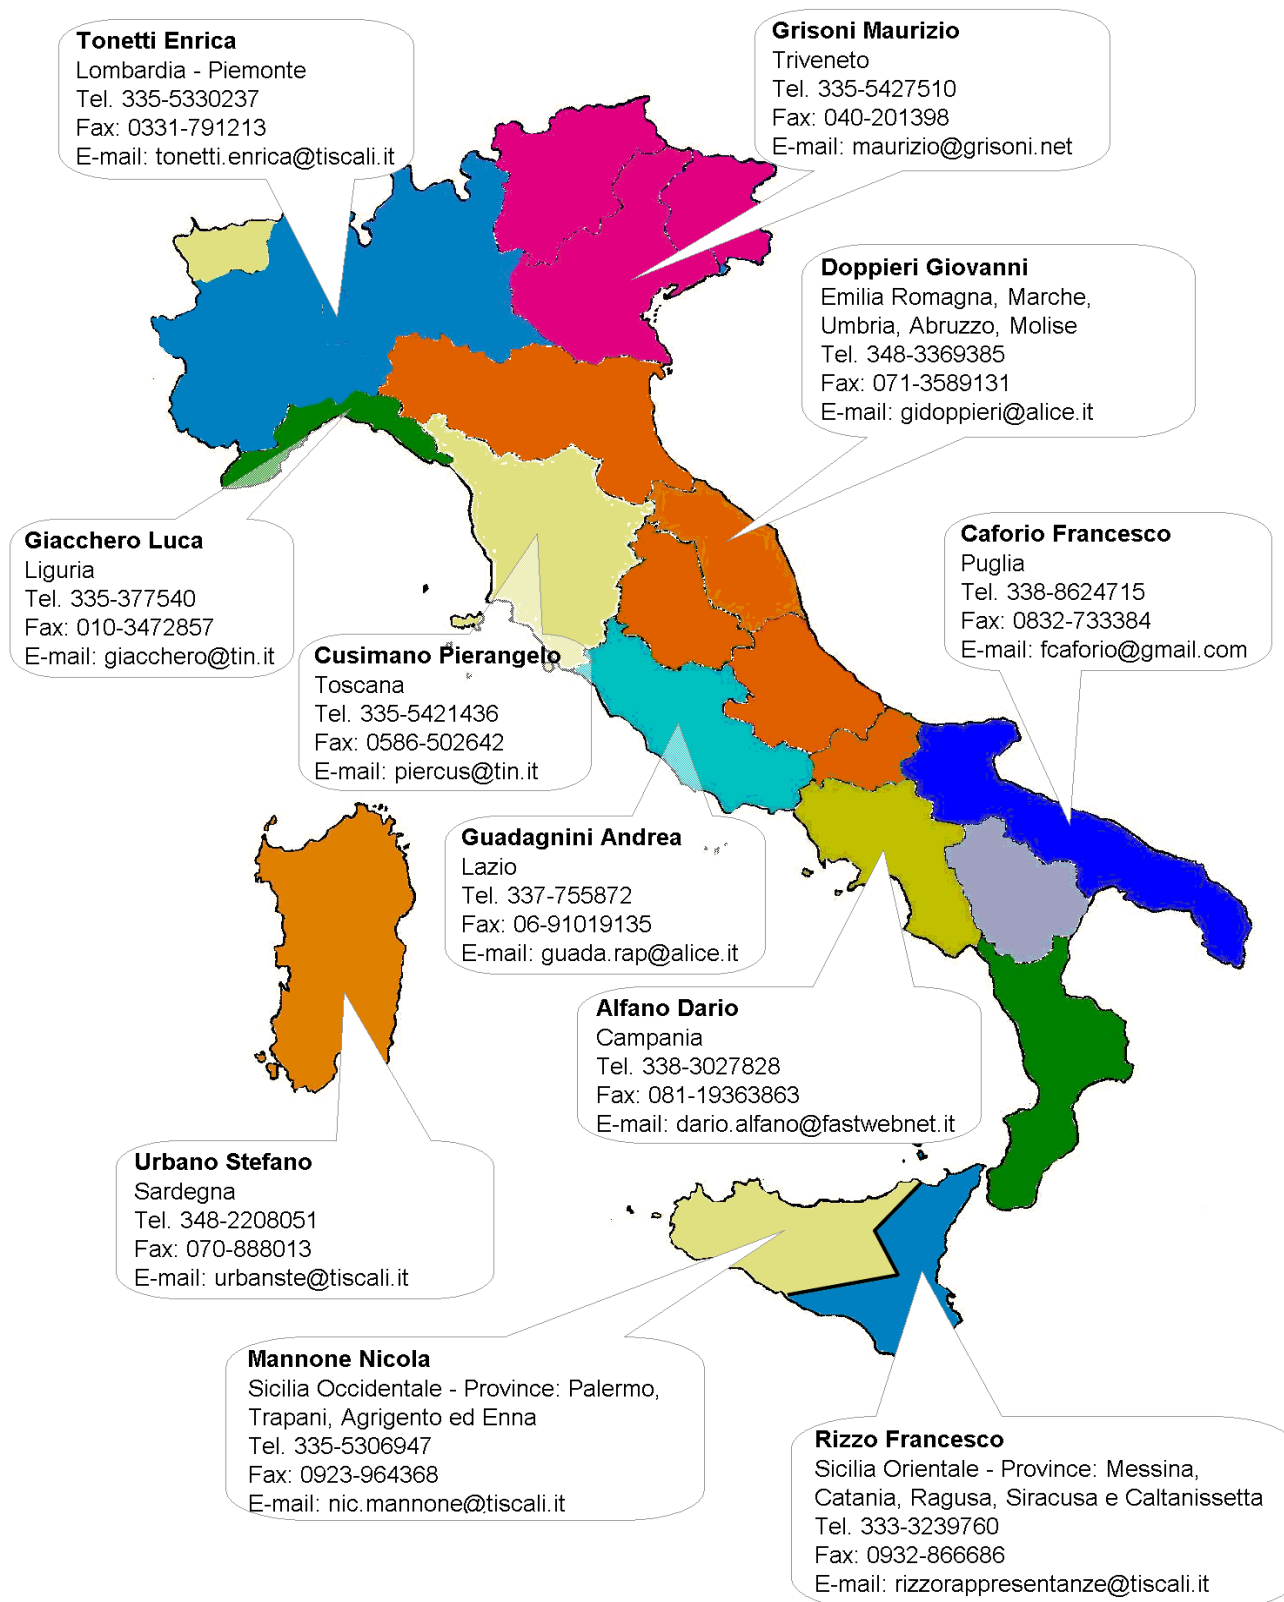 Tonetti Enrica
Lombardia - Piemonte
Tel. 335-5330237
Fax: 0331-791213
E-mail: tonetti.enrica@tiscali.it
Grisoni Maurizio
Triveneto
Tel. 335-5427510
Fax: 040-201398
E-mail: maurizio@grisoni.net
Doppieri Giovanni
Emilia Romagna, Marche,
Umbria, Abruzzo, Molise
Tel. 348-3369385
Fax: 071-3589131
E-mail: gidoppieri@alice.it
Giacchero Luca
Liguria
Tel. 335-377540
Fax: 010-3472857
E-mail: giacchero@tin.it
Caforio Francesco
Puglia
Tel. 338-8624715
Fax: 0832-733384
E-mail: fcaforio@gmail.com
Cusimano Pierangelo
Toscana
Tel. 335-5421436
Fax: 0586-502642
E-mail: piercus@tin.it
Guadagnini Andrea
Lazio
Tel. 337-755872
Fax: 06-91019135
E-mail: guada.rap@alice.it
Alfano Dario
Campania
Tel. 338-3027828
Fax: 081-19363863
E-mail: dario.alfano@fastwebnet.it
Urbano Stefano
Sardegna
Tel. 348-2208051
Fax: 070-888013
E-mail: urbanste@tiscali.it
Mannone Nicola
Sicilia Occidentale - Province: Palermo,
Trapani, Agrigento ed Enna
Tel. 335-5306947
Fax: 0923-964368
E-mail: nic.mannone@tiscali.it
Rizzo Francesco
Sicilia Orientale - Province: Messina,
Catania, Ragusa, Siracusa e Caltanissetta
Tel. 333-3239760
Fax: 0932-866686
E-mail: rizzorappresentanze@tiscali.it